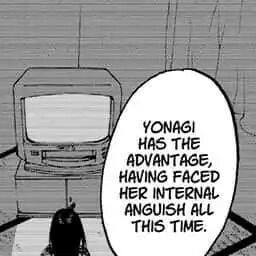 YONAGI
HAS THE
ADVANTAGE,
HAVING FACED
HER INTERNAL
ANGUISH ALL
THIS TIME.